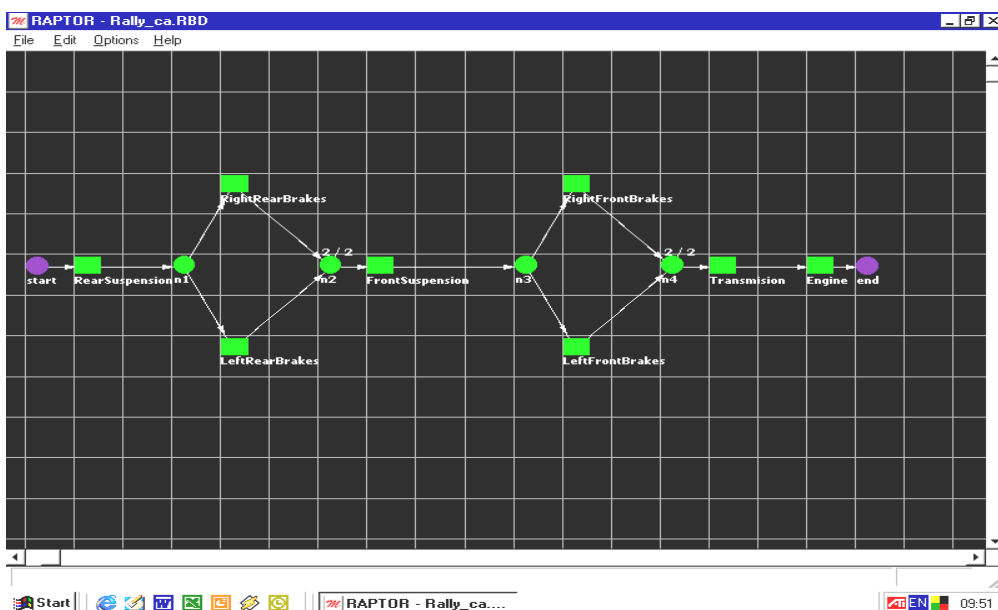 RAPTOR - Rally_ca.RBD
File Edit Options Help
RightRearBrakes
RightFrontBrakes
2 / 2
2 / 2
start
RearSuspension
n1
n2
FrontSuspension
n3
n4
Transmision
Engine
end
LeftRearBrakes
LeftFrontBrakes
Start
RAPTOR - Rally_ca....
ATI
EN
09:51